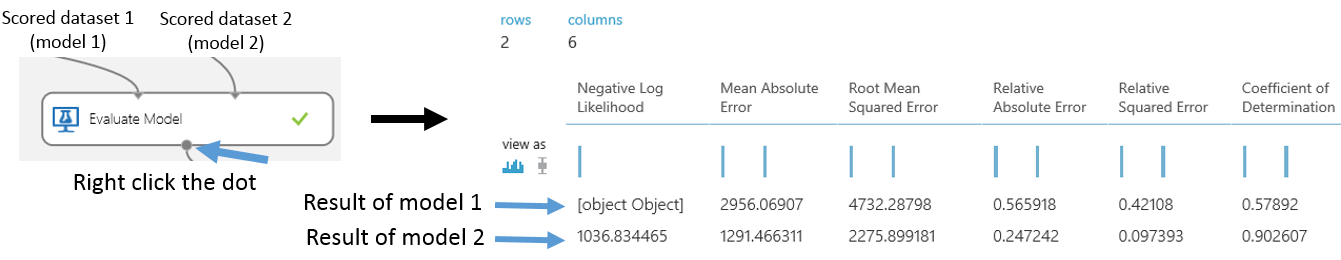 Scored dataset 1
(model 1)
Scored dataset 2
(model 2)
Evaluate Model
Right click the dot
rows
2
columns
6
Negative Log
Likelihood
Mean Absolute
Error
Root Mean
Squared Error
Relative
Absolute Error
Relative
Squared Error
Coefficient of
Determination
view as
Result of model 1 [object Object] 2956.06907 4732.28798 0.565918 0.42108 0.57892
Result of model 2 1036.834465 1291.466311 2275.899181 0.247242 0.097393 0.902607